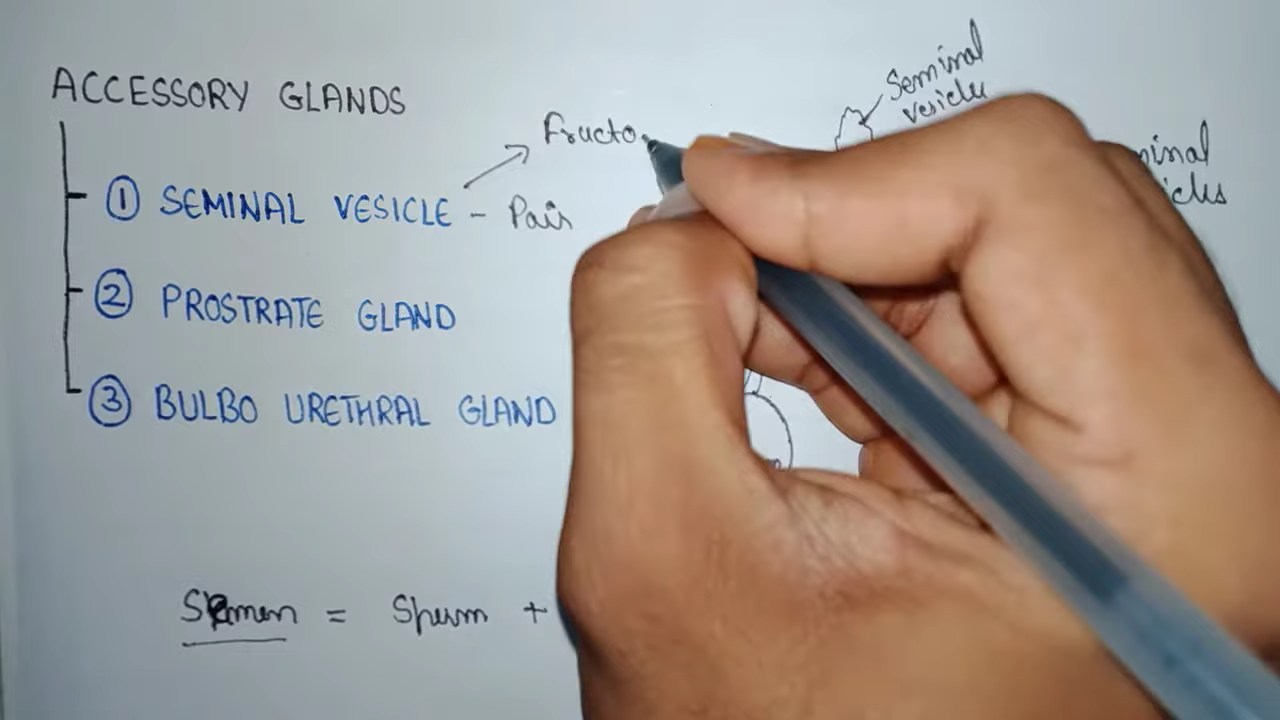 ACCESSORY GLANDS
Seminal
vesicle
Fructo
① SEMINAL VESICLE - Pair
② PROSTRATE GLAND
③ BULBO URETHRAL GLAND
Semen = Sperm +